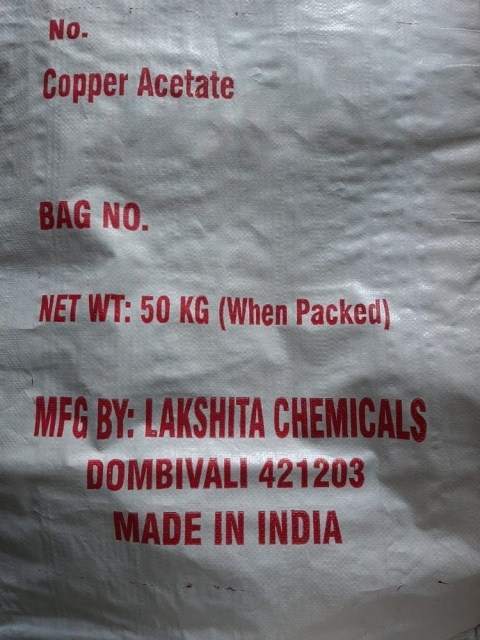 No.
Copper Acetate
BAG NO.
NET WT: 50 KG (When Packed)
MFG BY: LAKSHITA CHEMICALS
DOMBIVALI 421203
MADE IN INDIA